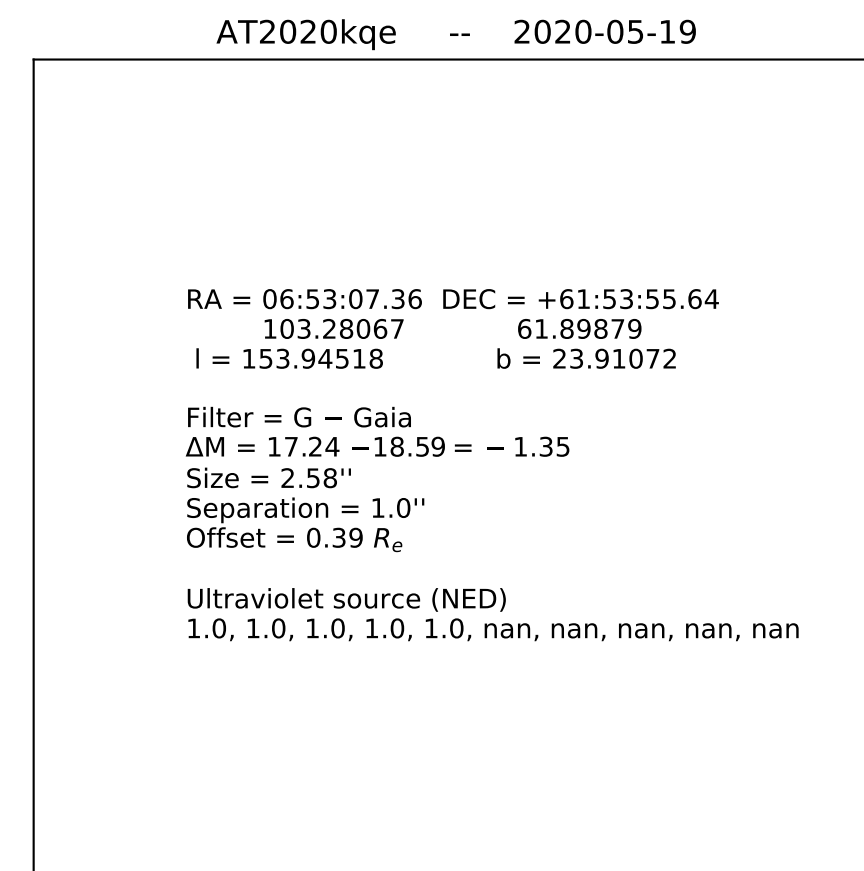 AT2020kqe -- 2020-05-19
RA = 06:53:07.36 DEC = +61:53:55.64
103.28067 61.89879
l = 153.94518 b = 23.91072
Filter = G − Gaia
ΔM = 17.24 −18.59 = − 1.35
Size = 2.58''
Separation = 1.0''
Offset = 0.39 Re
Ultraviolet source (NED)
1.0, 1.0, 1.0, 1.0, 1.0, nan, nan, nan, nan, nan